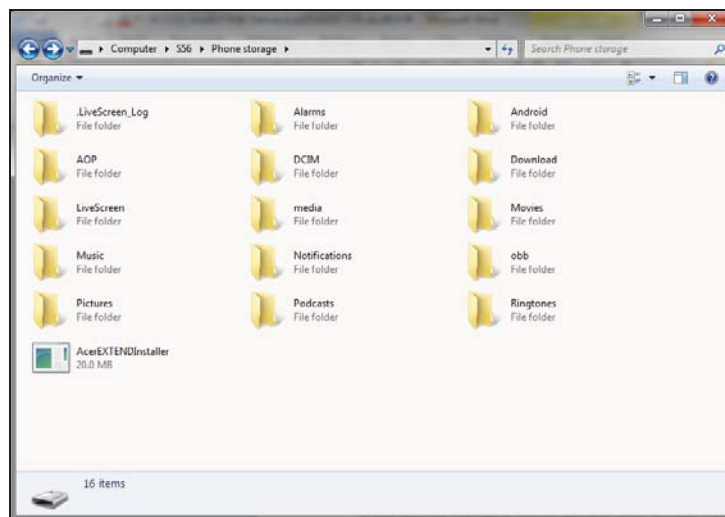 Computer ▸ S56 ▸ Phone storage ▸
Search Phone storage
Organize
.LiveScreen_Log
File folder
Alarms
File folder
Android
File folder
AOP
File folder
DCIM
File folder
Download
File folder
LiveScreen
File folder
media
File folder
Movies
File folder
Music
File folder
Notifications
File folder
obb
File folder
Pictures
File folder
Podcasts
File folder
Ringtones
File folder
AcerEXTENDInstaller
20.0 MB
16 items